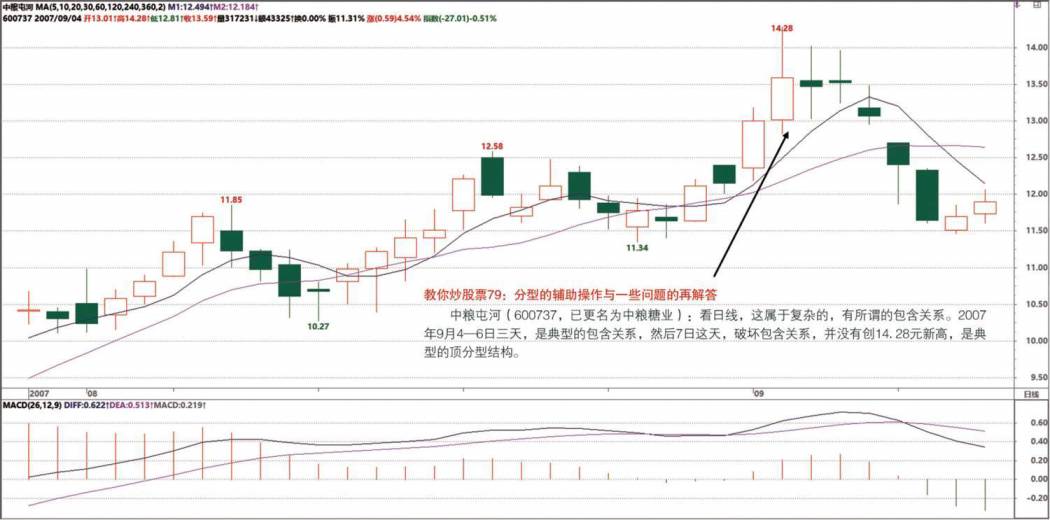 中粮屯河 MA(5,10,20,30,60,120,240,360,2) M1:12.494↑M2:12.184↑
600737 2007/09/04 开13.01↑高14.28↑低12.81↑收13.59↑量317231↓额43325↑换0.00% 振11.31% 涨(0.59)4.54% 指数(-27.01)-0.51%
14.28
14.00
13.50
13.00
12.58
12.50
11.85
12.00
11.50
11.34
11.00
10.50
10.27
10.00
9.50
教你炒股票79：分型的辅助操作与一些问题的再解答
中粮屯河（600737，已更名为中粮糖业）：看日线，这属于复杂的，有所谓的包含关系。2007
年9月4—6日三天，是典型的包含关系，然后7日这天，破坏包含关系，并没有创14.28元新高，是典
型的顶分型结构。
2007 08 09 日线
MACD(26,12,9) DIFF:0.622↑DEA:0.513↑MACD:0.219↑
0.60
0.40
0.20
0.00
-0.20